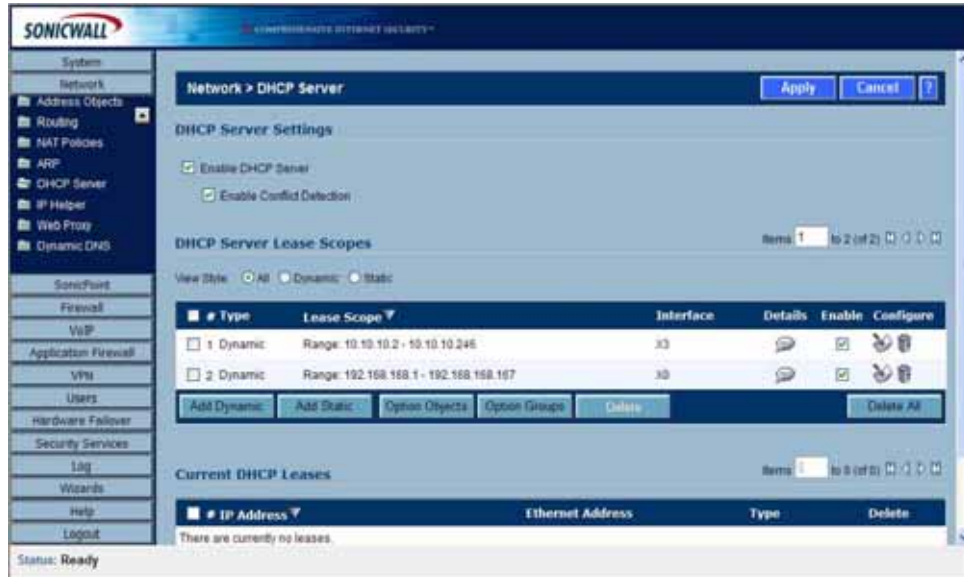 SONICWALL
COMPREHENSIVE INTERNET SECURITY™
System
Network
Address Objects
Routing
NAT Policies
ARP
DHCP Server
IP Helper
Web Proxy
Dynamic DNS
SonicPoint
Firewall
VoIP
Application Firewall
VPN
Users
Hardware Failover
Security Services
Log
Wizards
Help
Logout
Network > DHCP Server
Apply
Cancel
?
DHCP Server Settings
Enable DHCP Server
Enable Conflict Detection
DHCP Server Lease Scopes
Items 1 to 2 (of 2)
View Style: All Dynamic Static
# Type Lease Scope Interface Details Enable Configure
1 Dynamic Range: 10.10.10.2 - 10.10.10.246 X3
2 Dynamic Range: 192.168.168.1 - 192.168.168.167 X0
Add Dynamic Add Static Option Objects Option Groups Delete Delete All
Current DHCP Leases
Items to 0 (of 0)
# IP Address Ethernet Address Type Delete
There are currently no leases.
Status: Ready